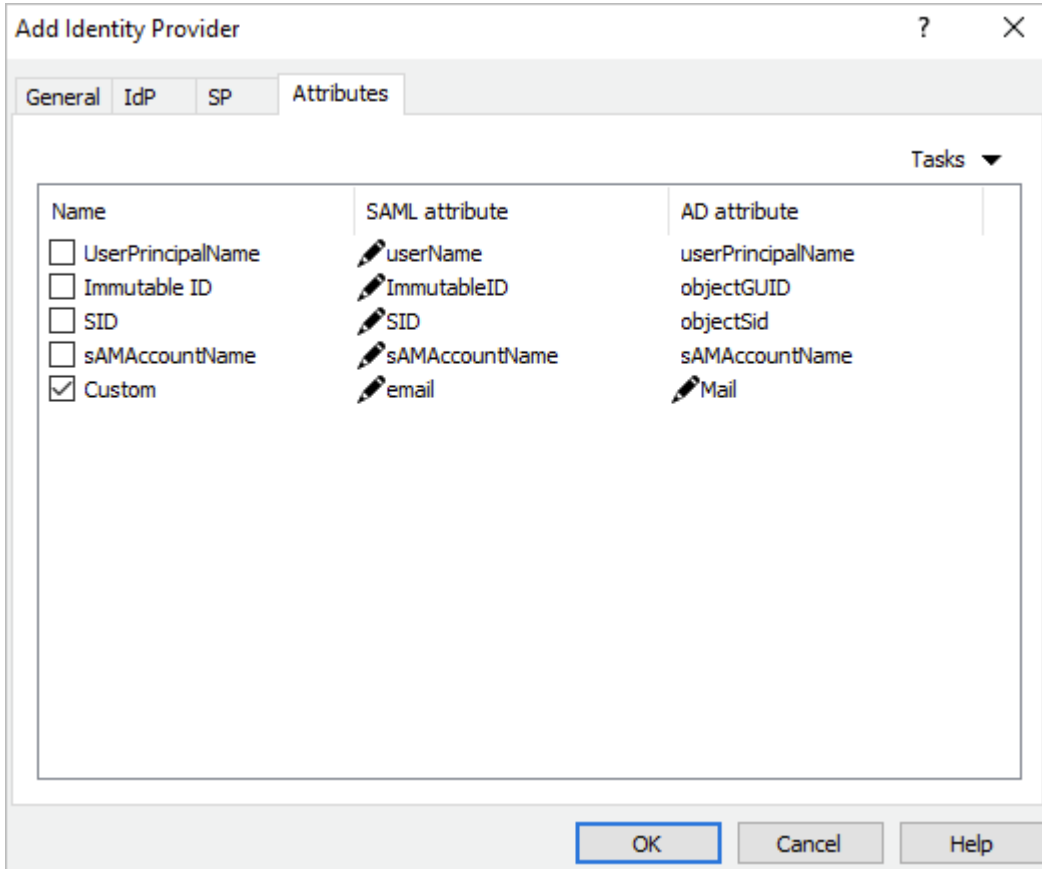 Add Identity Provider ?
General IdP SP Attributes
Tasks
Name SAML attribute AD attribute
UserPrincipalName userName userPrincipalName
Immutable ID ImmutableID objectGUID
SID SID objectSid
sAMAccountName sAMAccountName sAMAccountName
Custom email Mail
OK Cancel Help